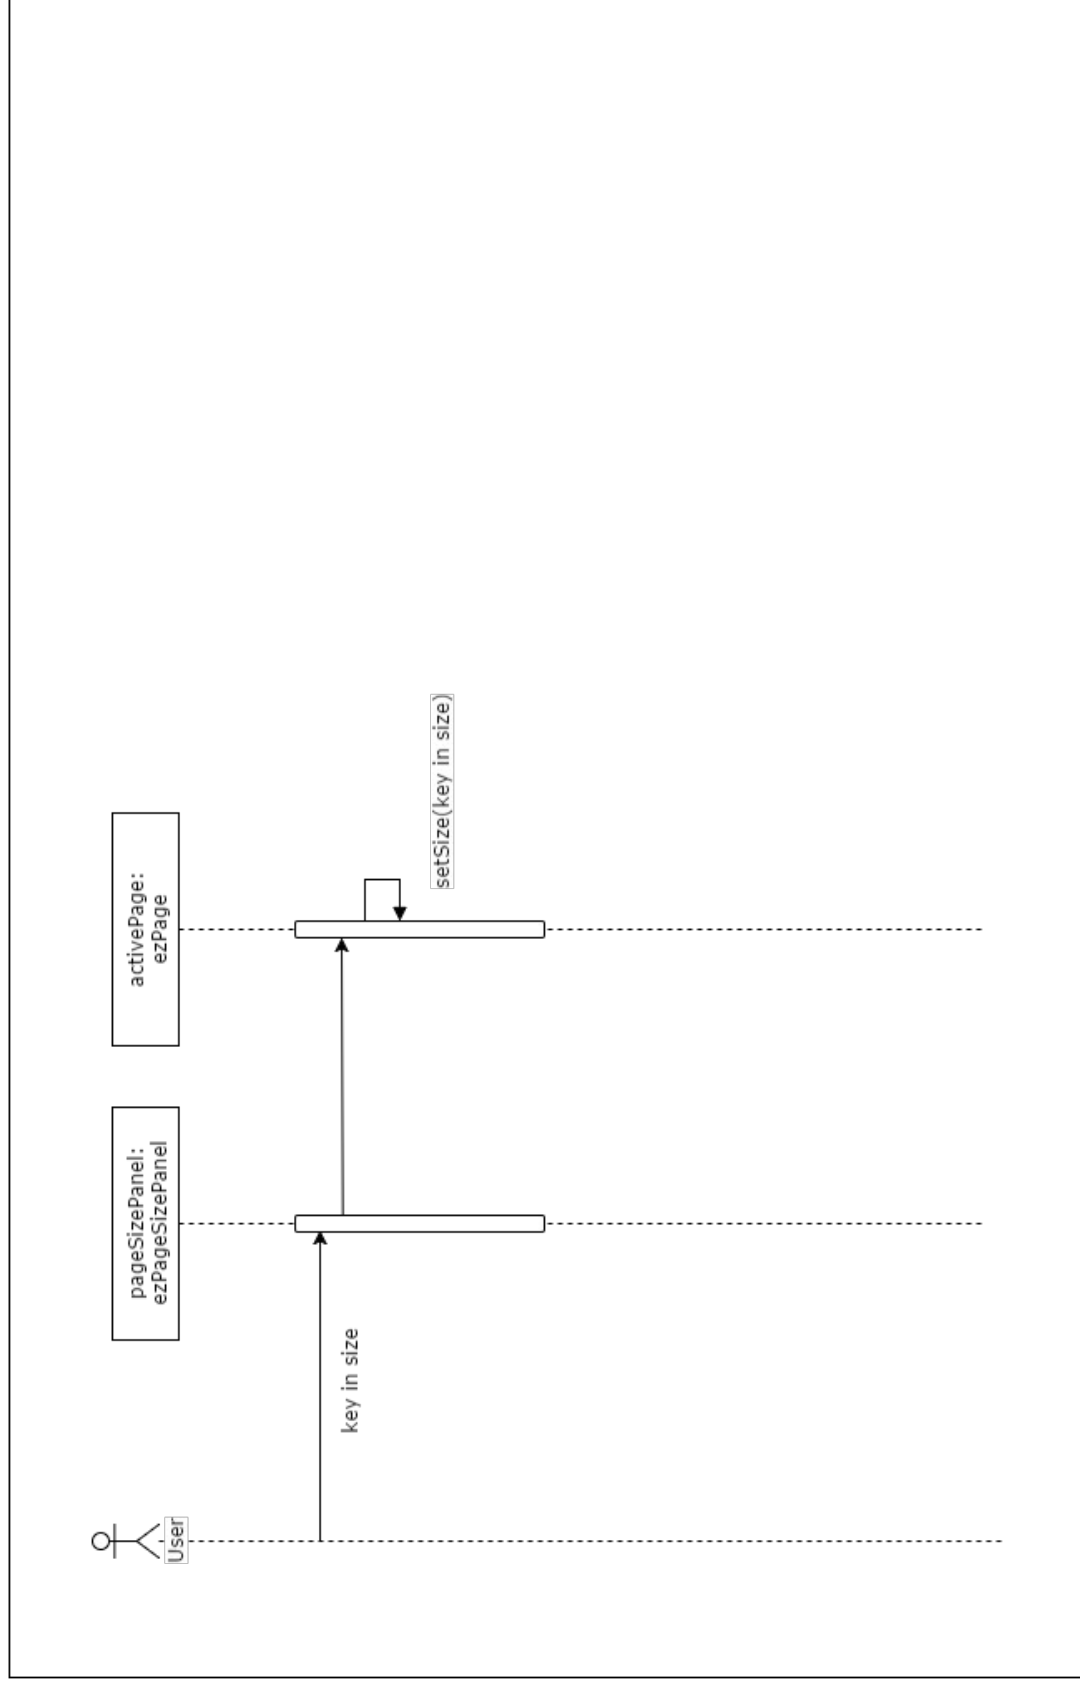 User
pageSizePanel:
ezPageSizePanel
activePage:
ezPage
key in size
setSize(key in size)